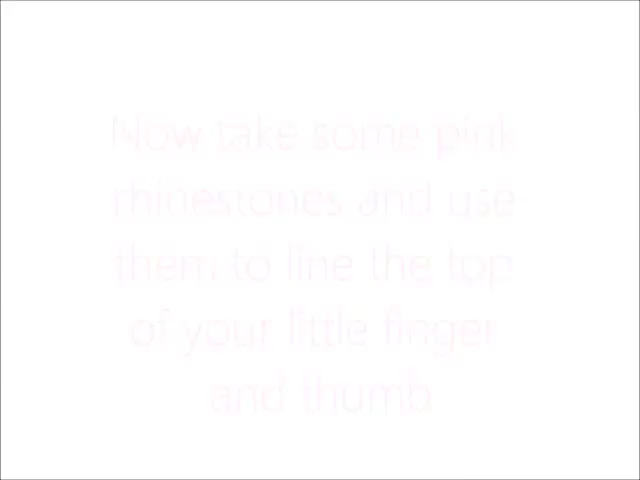 Now take some pink
rhinestones and use
them to line the top
of your little finger
and thumb